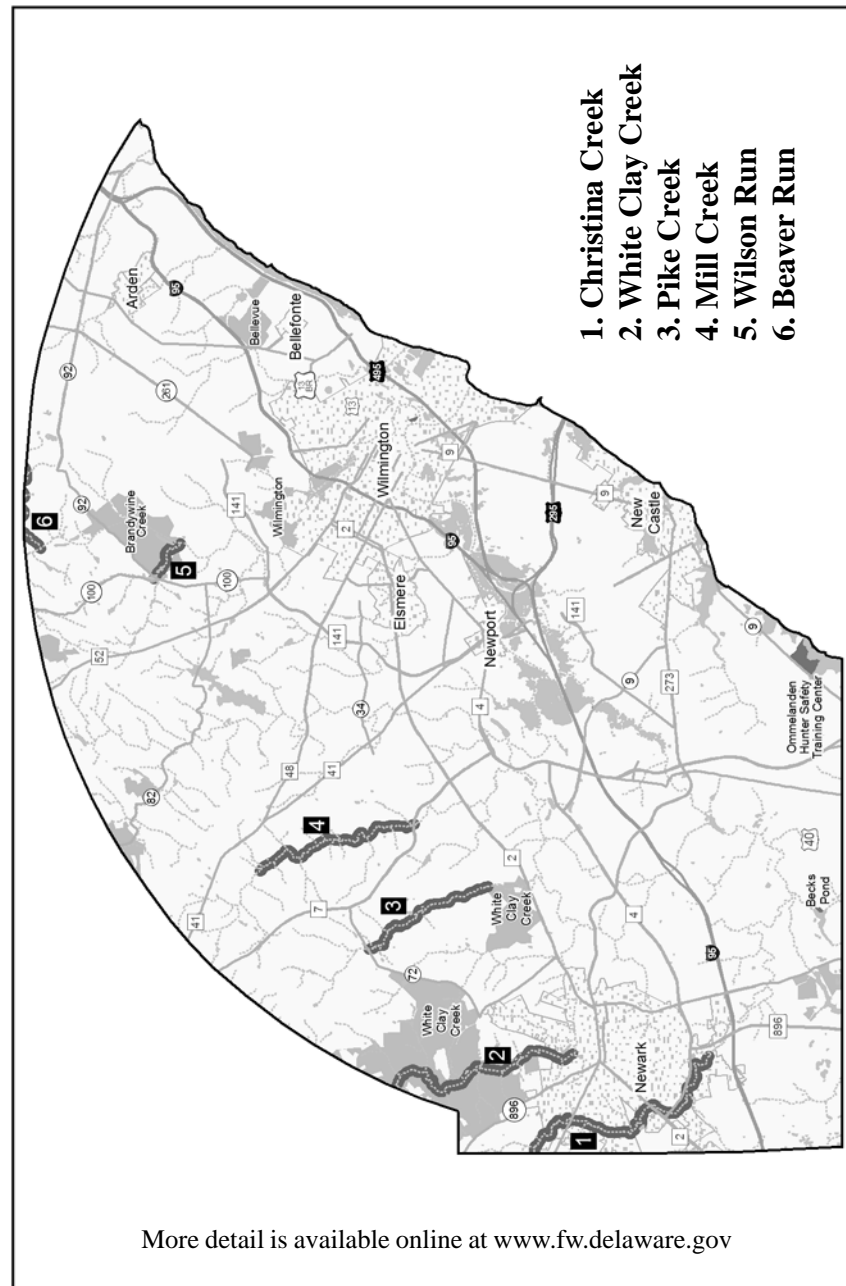 1. Christina Creek
2. White Clay Creek
3. Pike Creek
4. Mill Creek
5. Wilson Run
6. Beaver Run
Arden
95
92
261
Bellevue
Bellefonte
13
BR
13
495
6
92
Brandywine
Creek
5
141
Wilmington
Wilmington
100
100
2
9
95
295
9
New
Castle
52
Elsmere
141
Newport
141
34
4
9
273
9
Ommelanden
Hunter Safety
Training Center
82
48
41
4
41
7
3
2
White
Clay
Creek
40
Becks
Pond
72
White
Clay
Creek
4
95
2
896
Newark
896
1
2
More detail is available online at www.fw.delaware.gov